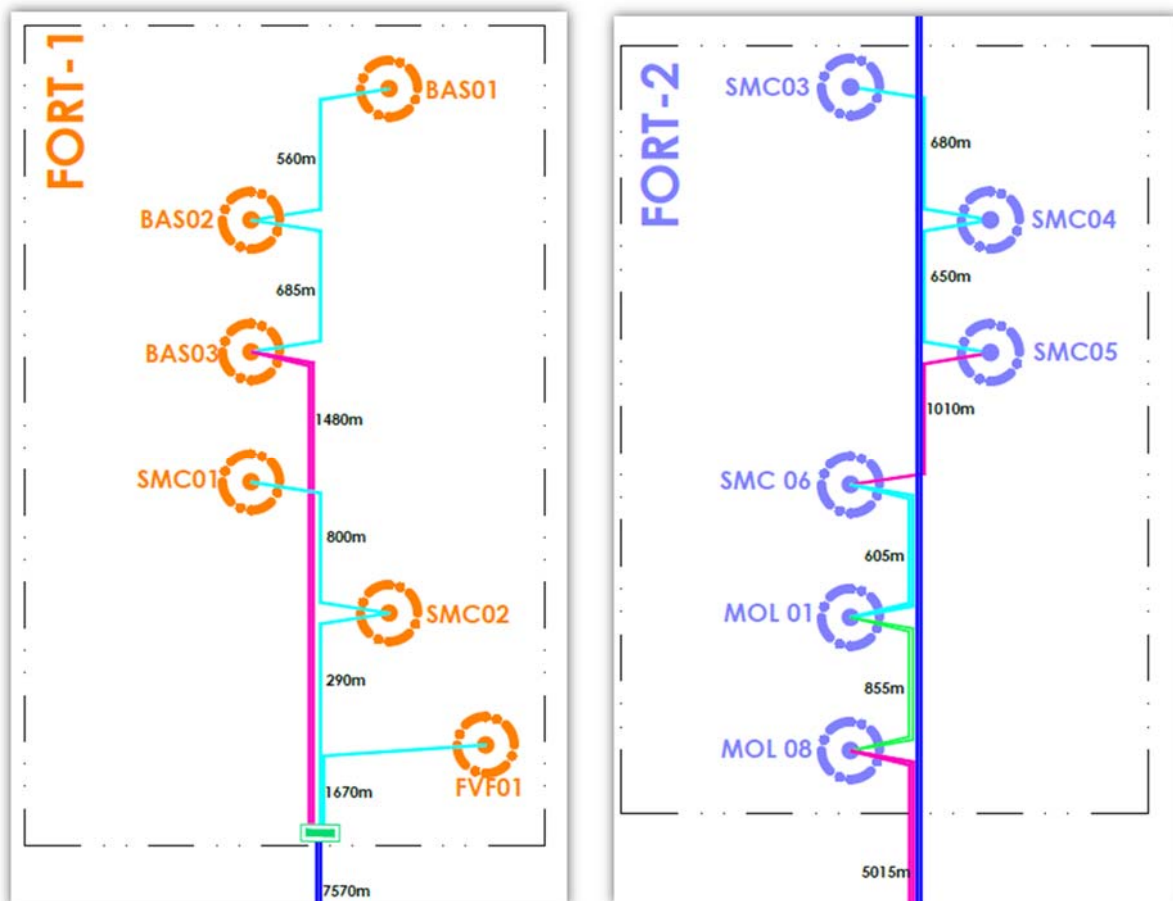 FORT-1
BAS01
560m
BAS02
685m
BAS03
1480m
SMC01
800m
SMC02
290m
FVF01
1670m
7570m
FORT-2
SMC03
680m
SMC04
650m
SMC05
1010m
SMC 06
605m
MOL 01
855m
MOL 08
5015m